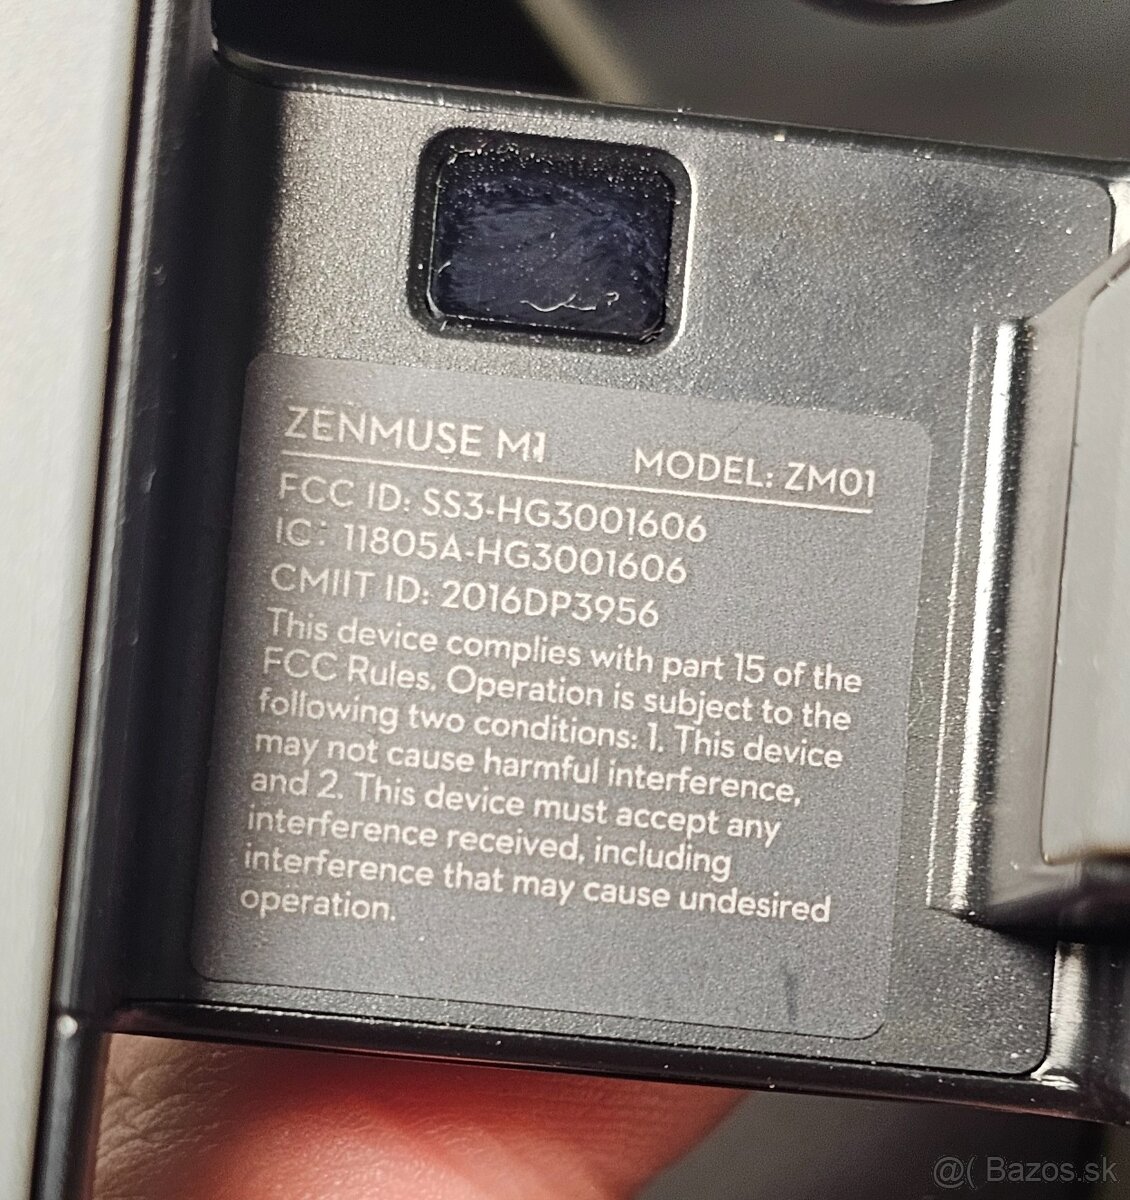 ZENMUSE M1 MODEL: ZM01
FCC ID: SS3-HG3001606
IC: 11805A-HG3001606
CMIIT ID: 2016DP3956
This device complies with part 15 of the
FCC Rules. Operation is subject to the
following two conditions: 1. This device
may not cause harmful interference,
and 2. This device must accept any
interference received, including
interference that may cause undesired
operation.
@( Bazos.sk